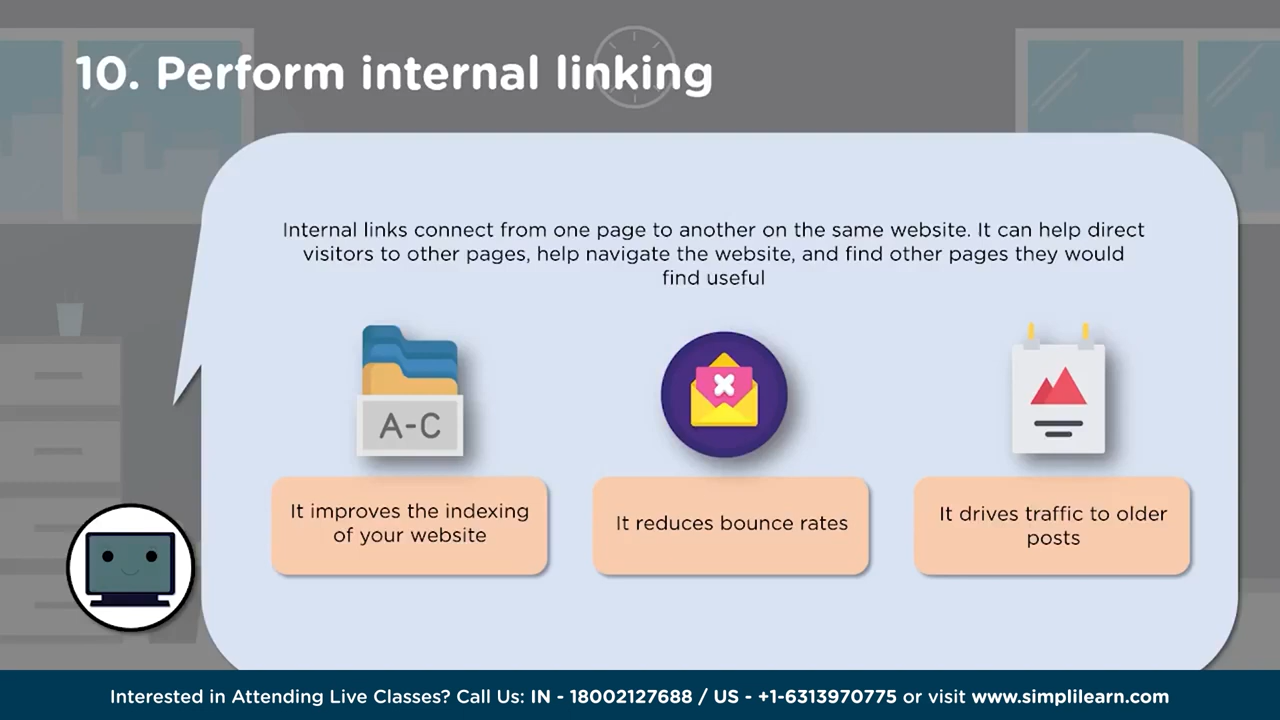 10. Perform internal linking
Internal links connect from one page to another on the same website. It can help direct
visitors to other pages, help navigate the website, and find other pages they would
find useful
A-C
It improves the indexing
of your website
It reduces bounce rates
It drives traffic to older
posts
Interested in Attending Live Classes? Call Us: IN - 18002127688 / US - +1-6313970775 or visit www.simplilearn.com